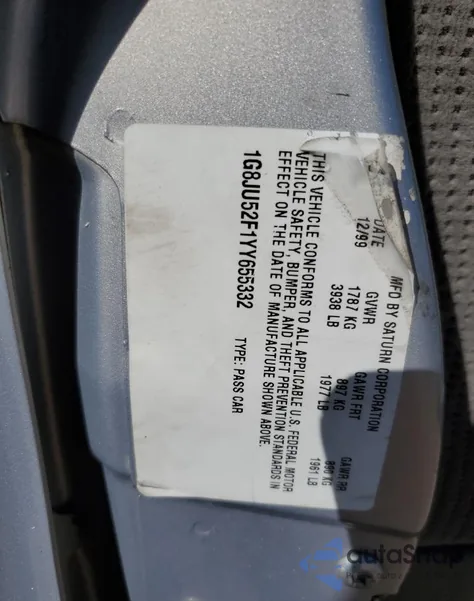 MFD BY SATURN CORPORATION
DATE GVWR GAWR FRT GAWR RR
12/99 1787 KG 897 KG 890 KG
3938 LB 1977 LB 1961 LB
THIS VEHICLE CONFORMS TO ALL APPLICABLE U.S. FEDERAL MOTOR
VEHICLE SAFETY, BUMPER, AND THEFT PREVENTION STANDARDS IN
EFFECT ON THE DATE OF MANUFACTURE SHOWN ABOVE.
1G8JU52F1YY655332 TYPE: PASS CAR
autaSnap